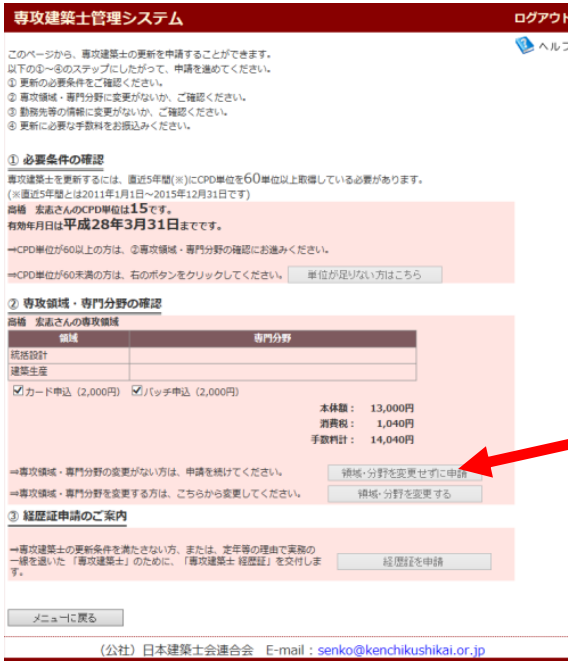 専攻建築士管理システム ログアウト
ヘルプ
このページから、専攻建築士の更新を申請することができます。
以下の①~④のステップにしたがって、申請を進めてください。
① 更新の必要条件をご確認ください。
② 専攻領域・専門分野に変更がないか、ご確認ください。
③ 勤務先等の情報に変更がないか、ご確認ください。
④ 更新に必要な手数料をお振込みください。
① 必要条件の確認
専攻建築士を更新するには、直近5年間(※)にCPD単位を60単位以上取得している必要があります。
(※直近5年間とは2011年1月1日~2015年12月31日です)
高橋 宏志さんのCPD単位は15です。
有効年月日は平成28年3月31日までです。
⇒CPD単位が60以上の方は、②専攻領域・専門分野の確認にお進みください。
⇒CPD単位が60未満の方は、右のボタンをクリックしてください。 単位が足りない方はこちら
② 専攻領域・専門分野の確認
高橋 宏志さんの専攻領域
領域 専門分野
統括設計
建築生産
カード申込(2,000円) バッチ申込(2,000円)
本体額: 13,000円
消費税: 1,040円
手数料計: 14,040円
⇒専攻領域・専門分野の変更がない方は、申請を続けてください。 領域・分野を変更せずに申請
⇒専攻領域・専門分野を変更する方は、こちらから変更してください。 領域・分野を変更する
③ 経歴証申請のご案内
⇒専攻建築士の更新条件を満たさない方、または、定年等の理由で実務の
一線を退いた「専攻建築士」のために、「専攻建築士 経歴証」を交付しま
す。 経歴証を申請
メニューに戻る
(公社)日本建築士会連合会 E-mail:senko@kenchikushikai.or.jp